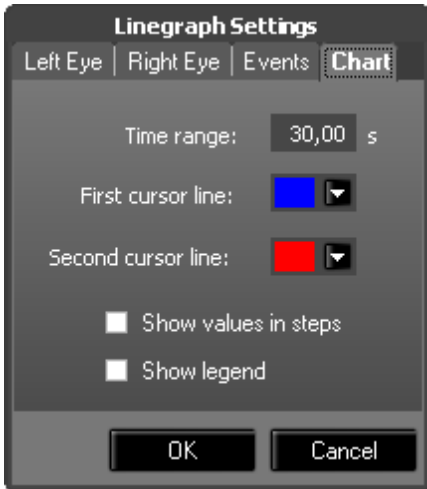 Linegraph Settings
Left Eye Right Eye Events Chart
Time range: 30,00 s
First cursor line:
Second cursor line:
Show values in steps
Show legend
OK Cancel